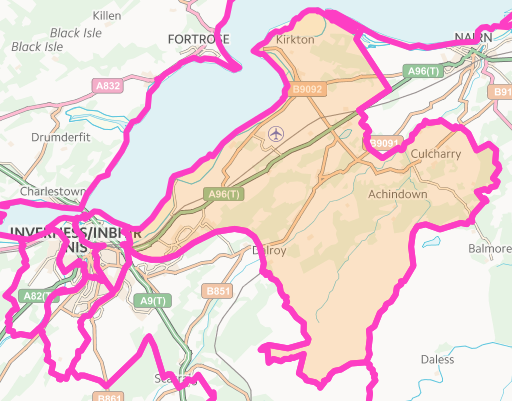 Killen
Black Isle
Black Isle
FORTROSE
Kirkton
NAIRN
A96(T)
A832
B9092
B91
Drumderfit
B9091
Culcharry
Charlestown
A96(T)
Achindown
INVERNESS/INBH R
NIS
Dalroy
Balmore
A82
A9(T)
B851
Daless
B861